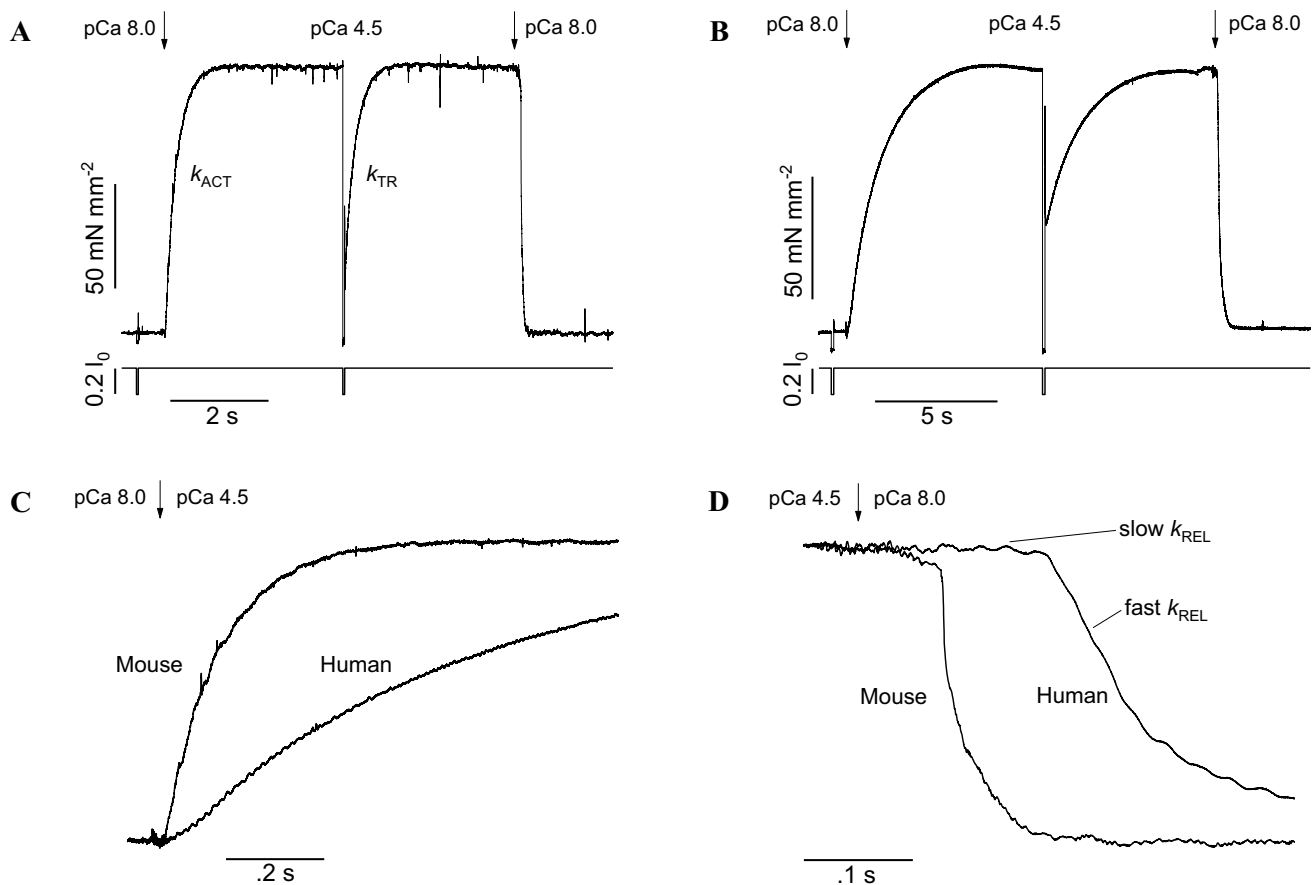 A
pCa 8.0
pCa 4.5
pCa 8.0
kACT
kTR
50 mN mm-2
0.2 l0
2 s
B
pCa 8.0
pCa 4.5
pCa 8.0
50 mN mm-2
0.2 l0
5 s
C
pCa 8.0
pCa 4.5
Mouse
Human
.2 s
D
pCa 4.5
pCa 8.0
slow kREL
fast kREL
Mouse
Human
.1 s